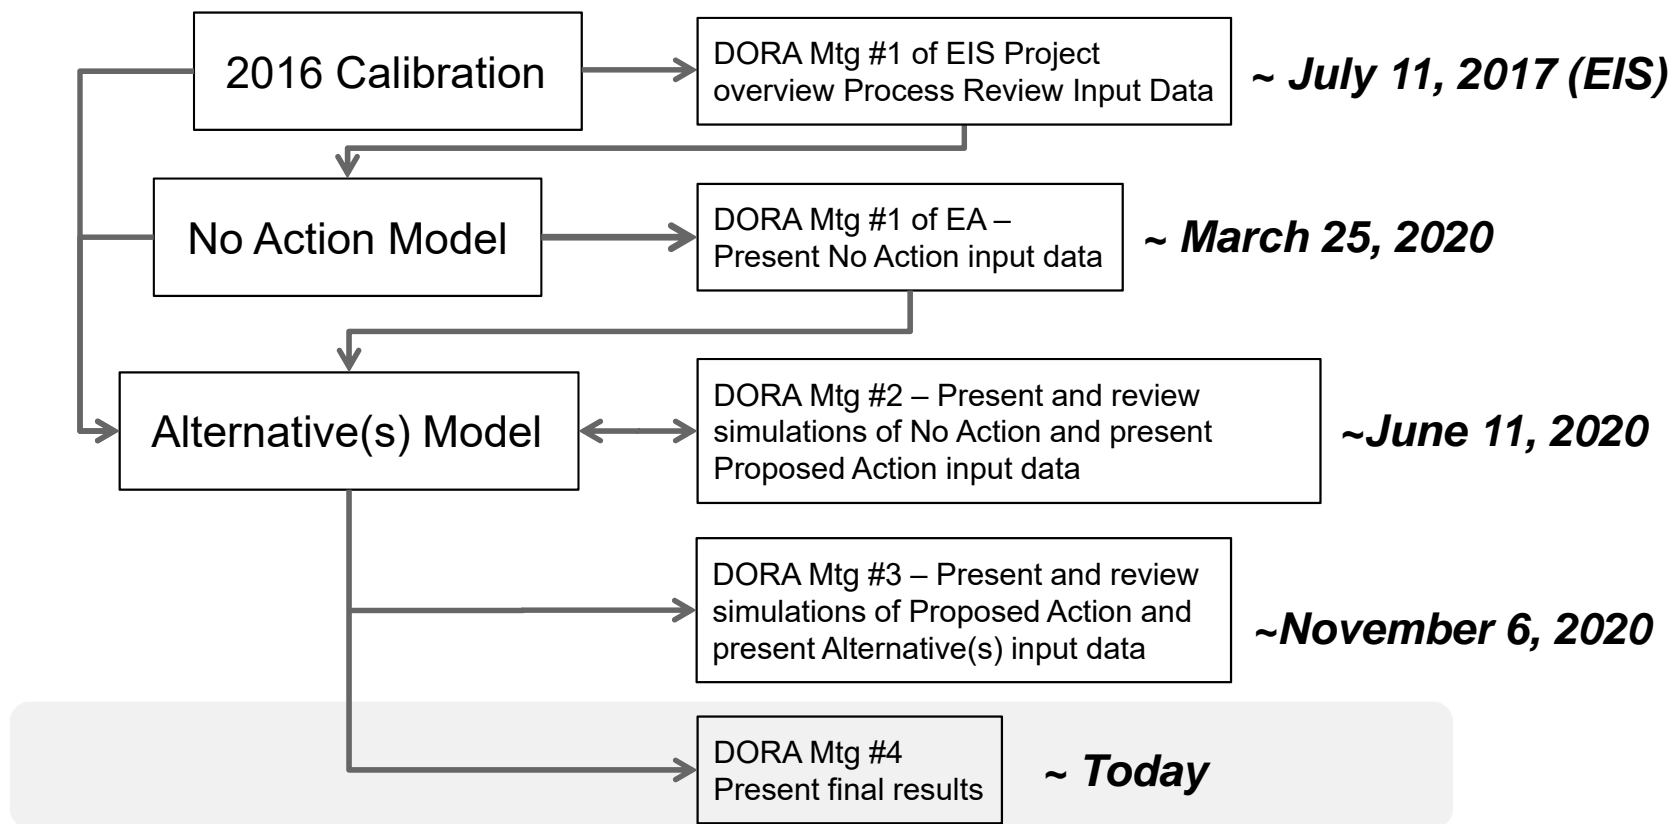 2016 Calibration
DORA Mtg #1 of EIS Project
overview Process Review Input Data
~ July 11, 2017 (EIS)
No Action Model
DORA Mtg #1 of EA –
Present No Action input data
~ March 25, 2020
Alternative(s) Model
DORA Mtg #2 – Present and review
simulations of No Action and present
Proposed Action input data
~June 11, 2020
DORA Mtg #3 – Present and review
simulations of Proposed Action and
present Alternative(s) input data
~November 6, 2020
DORA Mtg #4
Present final results
~ Today